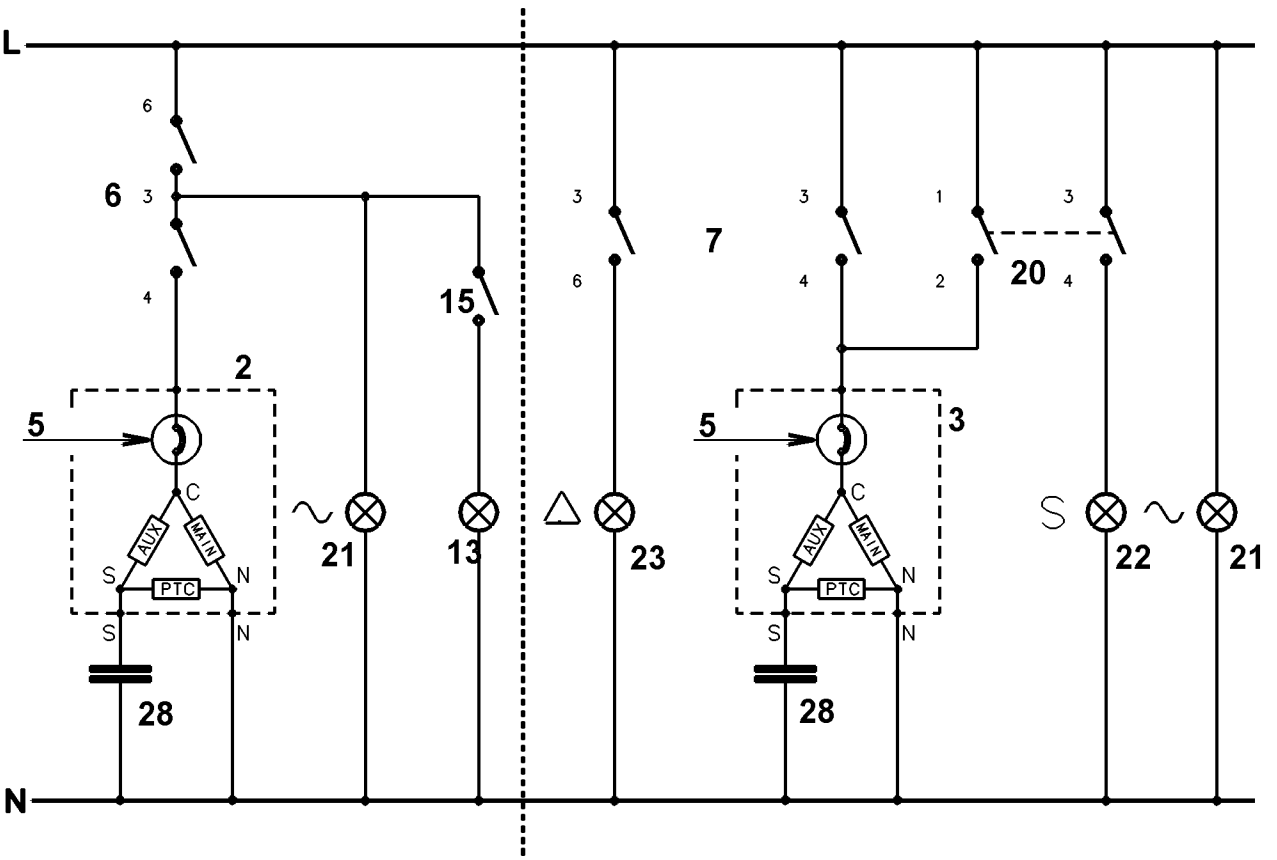 L
6
6 3
3 3 1 3
7
4
15
6 4 2 20 4
2
5
5 3
C
C
AUX MAIN
AUX MAIN
~ 21
13
△ 23
S 22
~ 21
S PTC N
S PTC N
S N
S N
28
28
N